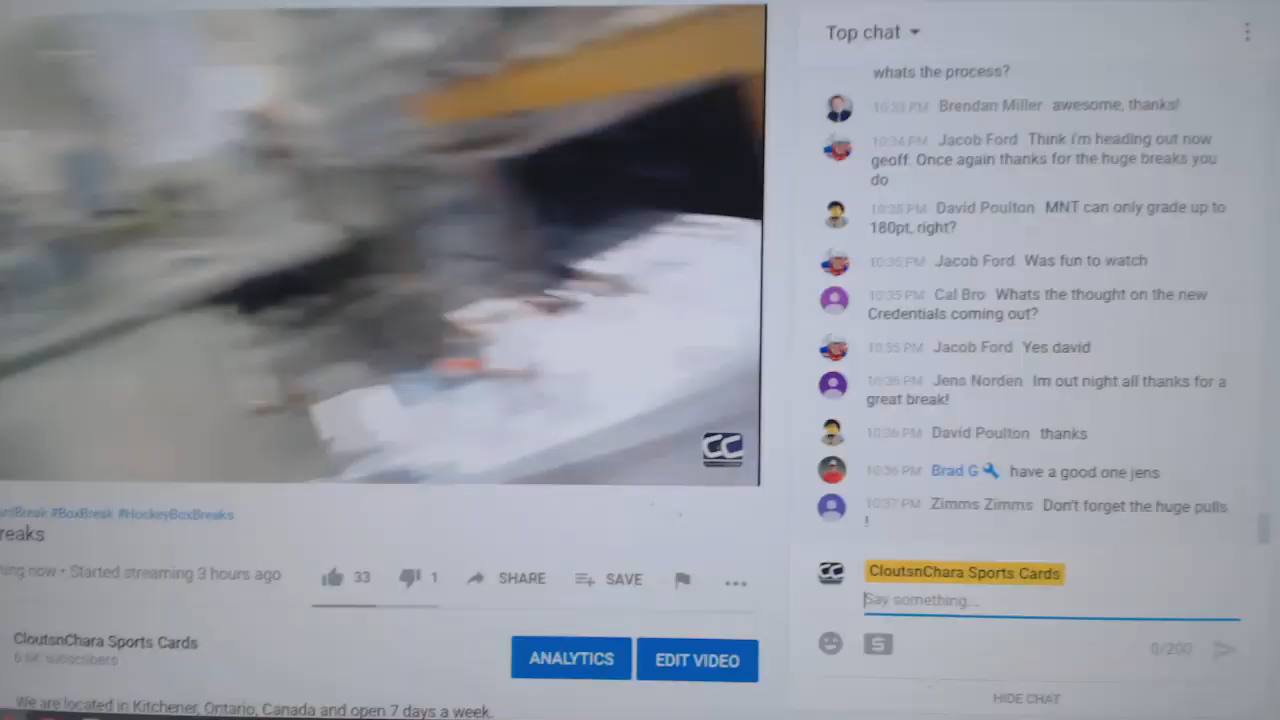 Top chat
whats the process?
10:33 PM Brendan Miller awesome, thanks!
10:34 PM Jacob Ford Think i'm heading out now
geoff. Once again thanks for the huge breaks you
do
10:35 PM David Poulton MNT can only grade up to
180pt, right?
10:35 PM Jacob Ford Was fun to watch
10:35 PM Cal Bro Whats the thought on the new
Credentials coming out?
10:35 PM Jacob Ford Yes david
10:36 PM Jens Norden Im out night all thanks for a
great break!
10:36 PM David Poulton thanks
10:36 PM Brad G have a good one jens
10:37 PM Zimms Zimms Don't forget the huge pulls
!
CloutsnChara Sports Cards
Say something...
0/200
HIDE CHAT
CC
#BoxBreak #HockeyBoxBreaks
reaks
now • Started streaming 3 hours ago
33
1
SHARE
SAVE
CloutsnChara Sports Cards
subscribers
ANALYTICS
EDIT VIDEO
We are located in Kitchener, Ontario, Canada and open 7 days a week.